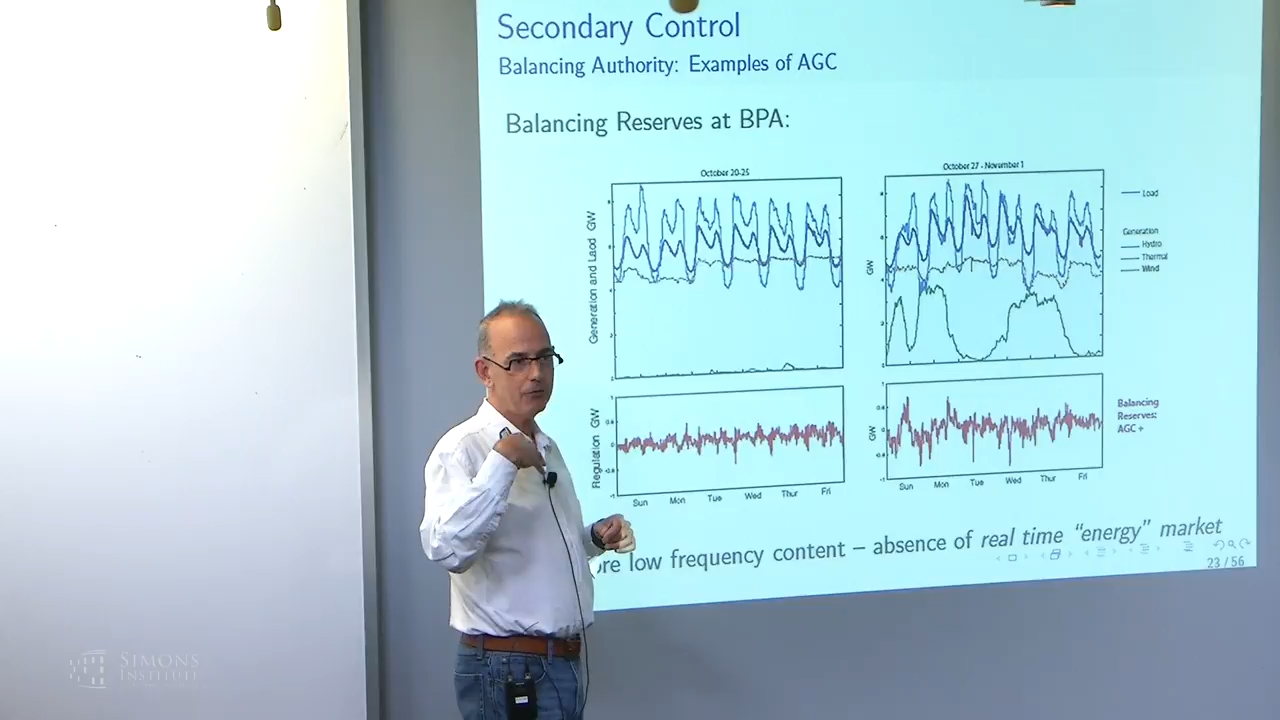 Secondary Control
Balancing Authority: Examples of AGC
Balancing Reserves at BPA:
October 20-25
October 27 - November 1
Generation and Laod GW
GW
Load
Generation
Hydro
Thermal
Wind
Regulation GW
GW
Balancing
Reserves:
AGC +
Sun Mon Tue Wed Thur Fri
Sun Mon Tue Wed Thur Fri
low frequency content – absence of real time “energy” market
23 / 56
SIMONS
INSTITUTE